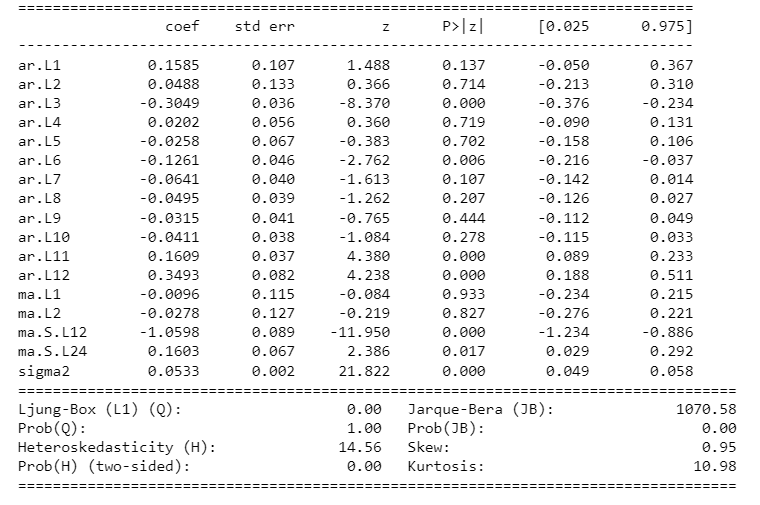 ==============================================================================
                 coef    std err          z      P>|z|      [0.025      0.975]
------------------------------------------------------------------------------
ar.L1          0.1585      0.107      1.488      0.137      -0.050       0.367
ar.L2          0.0488      0.133      0.366      0.714      -0.213       0.310
ar.L3         -0.3049      0.036     -8.370      0.000      -0.376      -0.234
ar.L4          0.0202      0.056      0.360      0.719      -0.090       0.131
ar.L5         -0.0258      0.067     -0.383      0.702      -0.158       0.106
ar.L6         -0.1261      0.046     -2.762      0.006      -0.216      -0.037
ar.L7         -0.0641      0.040     -1.613      0.107      -0.142       0.014
ar.L8         -0.0495      0.039     -1.262      0.207      -0.126       0.027
ar.L9         -0.0315      0.041     -0.765      0.444      -0.112       0.049
ar.L10        -0.0411      0.038     -1.084      0.278      -0.115       0.033
ar.L11         0.1609      0.037      4.380      0.000       0.089       0.233
ar.L12         0.3493      0.082      4.238      0.000       0.188       0.511
ma.L1         -0.0096      0.115     -0.084      0.933      -0.234       0.215
ma.L2         -0.0278      0.127     -0.219      0.827      -0.276       0.221
ma.S.L12      -1.0598      0.089    -11.950      0.000      -1.234      -0.886
ma.S.L24       0.1603      0.067      2.386      0.017       0.029       0.292
sigma2         0.0533      0.002     21.822      0.000       0.049       0.058
===================================================================================
Ljung-Box (L1) (Q):                   0.00   Jarque-Bera (JB):              1070.58
Prob(Q):                              1.00   Prob(JB):                         0.00
Heteroskedasticity (H):              14.56   Skew:                             0.95
Prob(H) (two-sided):                  0.00   Kurtosis:                        10.98
===================================================================================